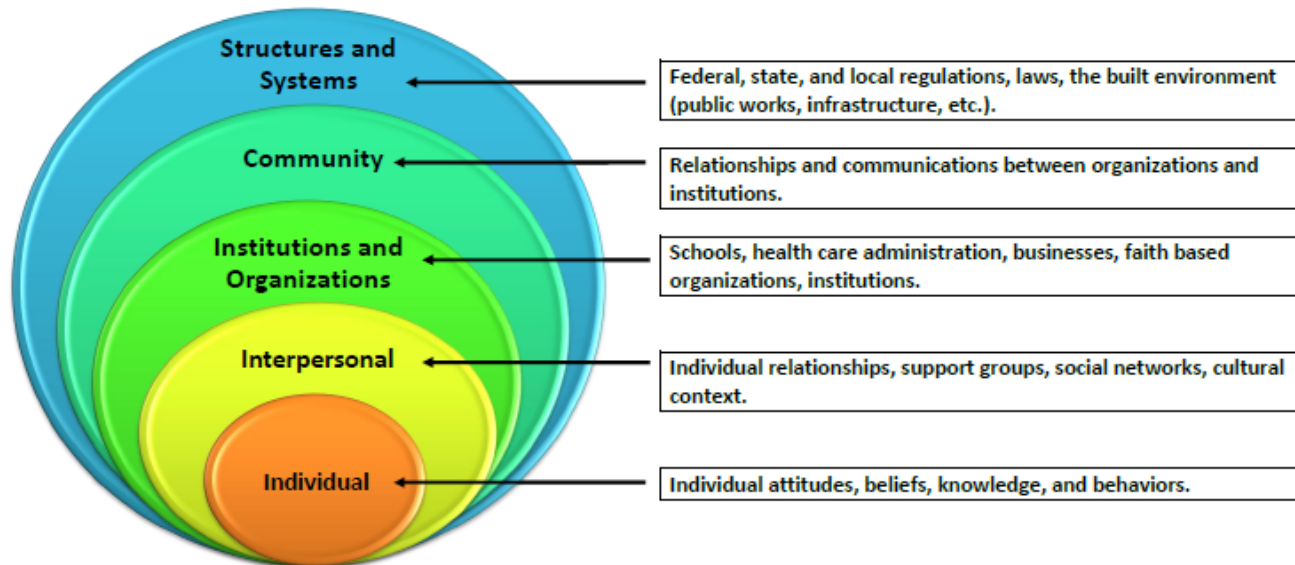 Structures and
Systems
Federal, state, and local regulations, laws, the built environment
(public works, infrastructure, etc.).
Community
Relationships and communications between organizations and
institutions.
Institutions and
Organizations
Schools, health care administration, businesses, faith based
organizations, institutions.
Interpersonal
Individual relationships, support groups, social networks, cultural
context.
Individual
Individual attitudes, beliefs, knowledge, and behaviors.